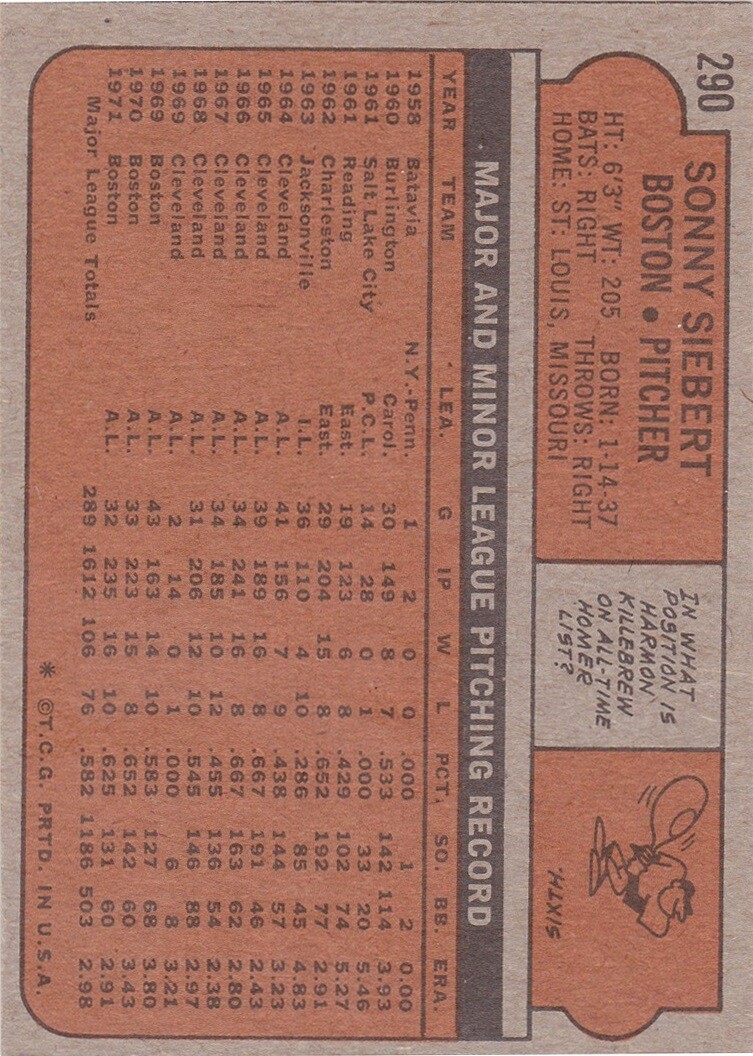 290
SONNY SIEBERT
BOSTON • PITCHER
HT: 6'3" WT: 205 BORN: 1-14-37
BATS: RIGHT THROWS: RIGHT
HOME: ST. LOUIS, MISSOURI
IN WHAT
POSITION IS
HARMON
KILLEBREW
ON ALL-TIME
HOMER
LIST?
SIXTH.
MAJOR AND MINOR LEAGUE PITCHING RECORD
YEAR TEAM LEA. G IP W L PCT. SO. BB. ERA.
1958 Batavia N.Y.-Penn. 1 2 0 0 .000 1 2 0.00
1960 Burlington Carol. 30 149 8 7 .533 142 114 3.93
1961 Salt Lake City P.C.L. 14 28 0 1 .000 33 20 5.46
1961 Reading East. 19 123 6 8 .429 102 74 5.27
1962 Charleston East. 29 204 15 8 .652 192 77 2.91
1963 Jacksonville I.L. 36 110 4 10 .286 85 45 4.83
1964 Cleveland A.L. 41 156 7 9 .438 144 57 3.23
1965 Cleveland A.L. 39 189 16 8 .667 191 46 2.43
1966 Cleveland A.L. 34 241 16 8 .667 163 62 2.80
1967 Cleveland A.L. 34 185 10 12 .455 136 54 2.38
1968 Cleveland A.L. 31 206 12 10 .545 146 88 2.97
1969 Cleveland A.L. 2 14 0 1 .000 6 8 3.21
1969 Boston A.L. 43 163 14 10 .583 127 68 3.80
1970 Boston A.L. 33 223 15 8 .652 142 60 3.43
1971 Boston A.L. 32 235 16 10 .625 131 60 2.91
Major League Totals 289 1612 106 76 .582 1186 503 2.98
* ©T.C.G. PRTD. IN U.S.A.